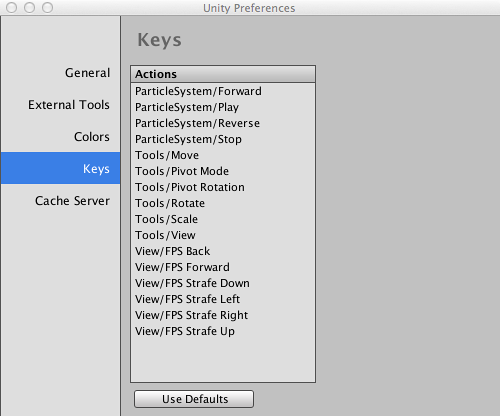 Unity Preferences
General
External Tools
Colors
Keys
Cache Server
Keys
Actions
ParticleSystem/Forward
ParticleSystem/Play
ParticleSystem/Reverse
ParticleSystem/Stop
Tools/Move
Tools/Pivot Mode
Tools/Pivot Rotation
Tools/Rotate
Tools/Scale
Tools/View
View/FPS Back
View/FPS Forward
View/FPS Strafe Down
View/FPS Strafe Left
View/FPS Strafe Right
View/FPS Strafe Up
Use Defaults